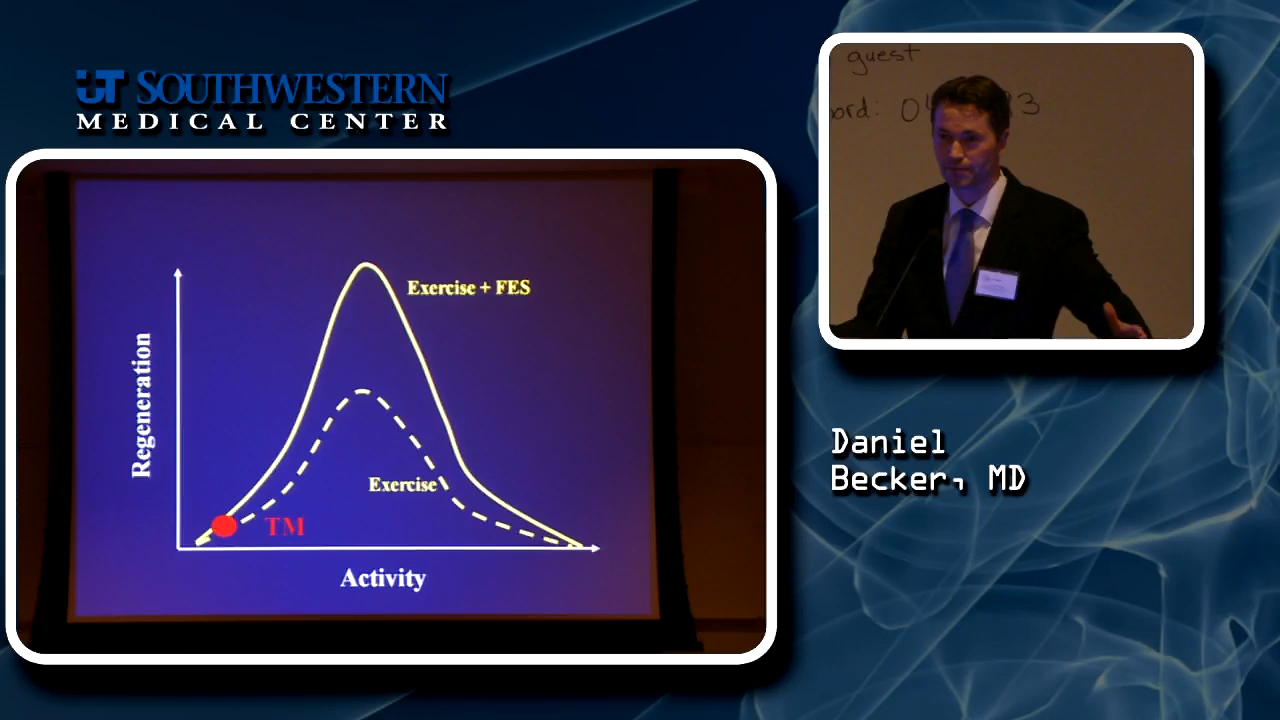 UT SOUTHWESTERN
MEDICAL CENTER
Exercise + FES
Regeneration
Exercise
TM
Activity
guest
Daniel
Becker, MD